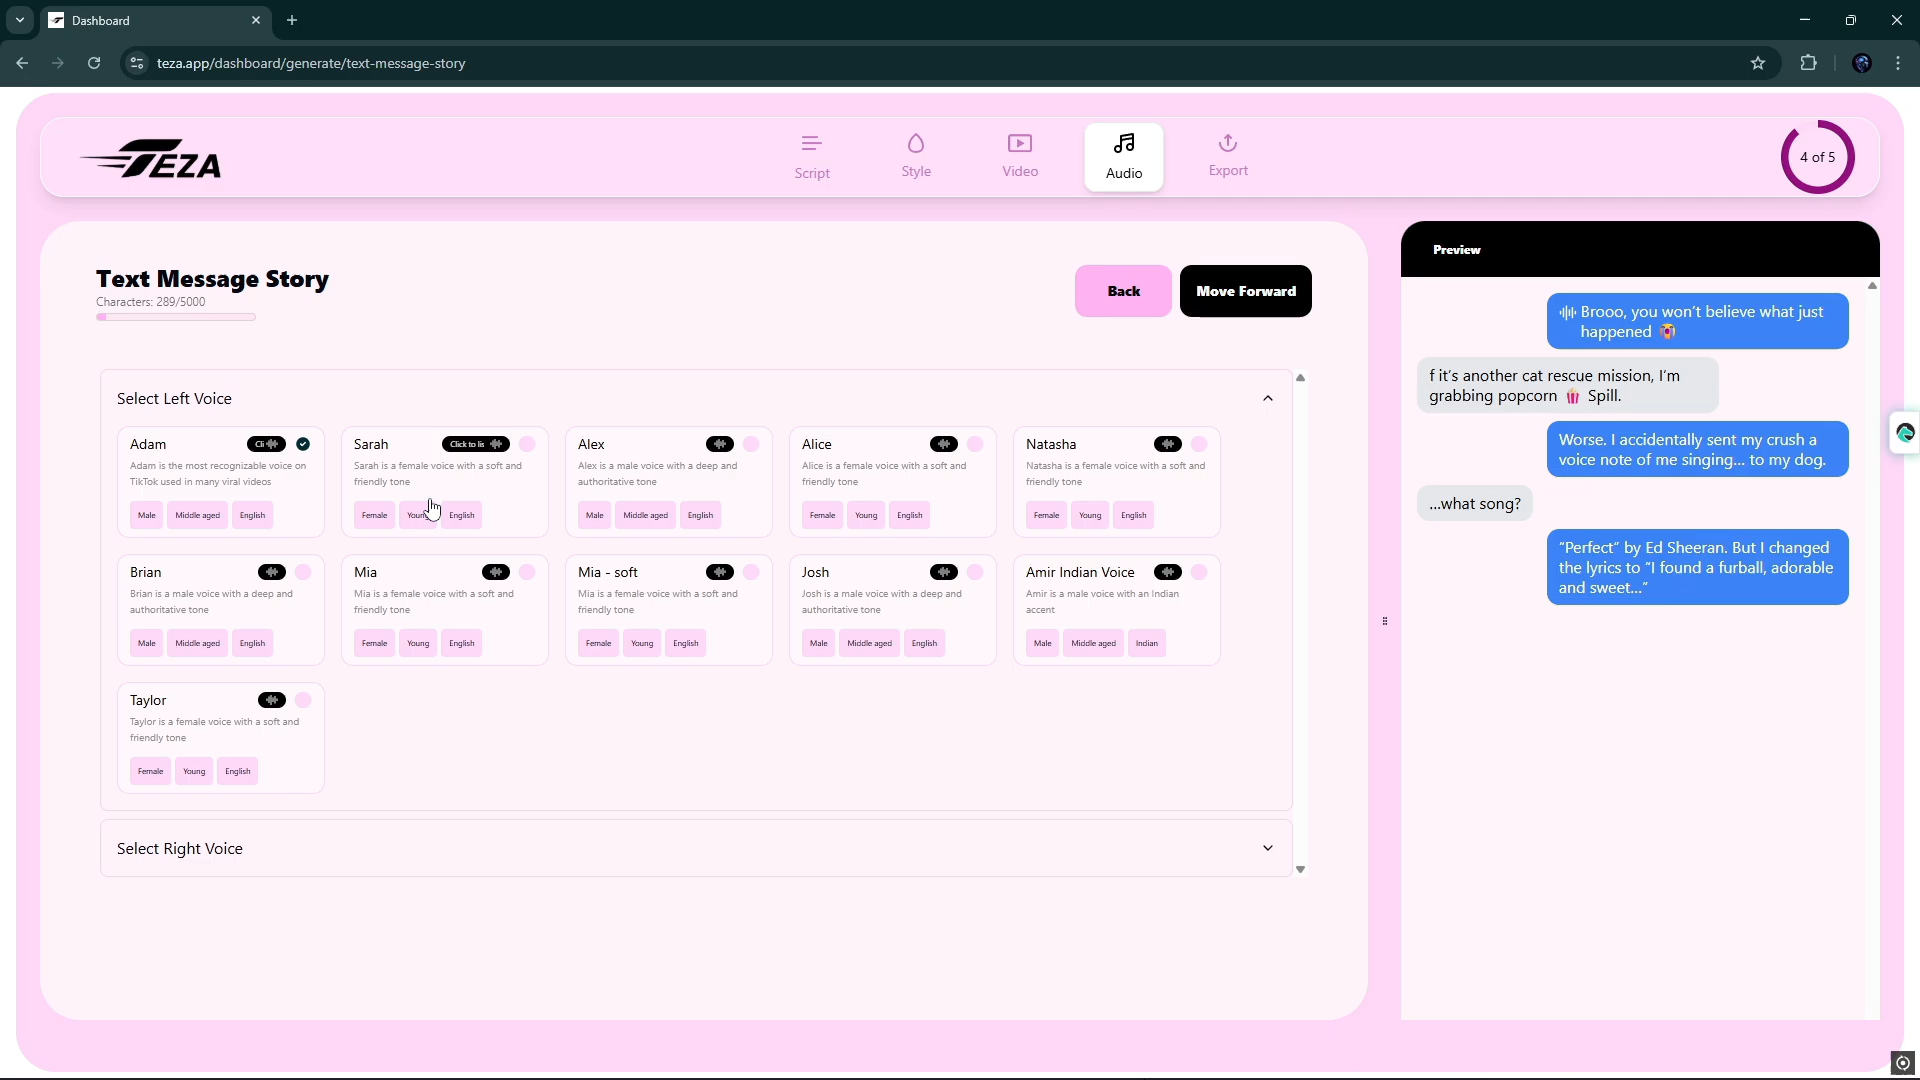 Dashboard
teza.app/dashboard/generate/text-message-story
TEZA
Script
Style
Video
Audio
Export
4 of 5
Text Message Story
Characters: 289/5000
Back
Move Forward
Select Left Voice
Adam
Cli
Adam is the most recognizable voice on
TikTok used in many viral videos
Male
Middle aged
English
Sarah
Click to lis
Sarah is a female voice with a soft and
friendly tone
Female
Young
English
Alex
Alex is a male voice with a deep and
authoritative tone
Male
Middle aged
English
Alice
Alice is a female voice with a soft and
friendly tone
Female
Young
English
Natasha
Natasha is a female voice with a soft and
friendly tone
Female
Young
English
Brian
Brian is a male voice with a deep and
authoritative tone
Male
Middle aged
English
Mia
Mia is a female voice with a soft and
friendly tone
Female
Young
English
Mia - soft
Mia is a female voice with a soft and
friendly tone
Female
Young
English
Josh
Josh is a male voice with a deep and
authoritative tone
Male
Middle aged
English
Amir Indian Voice
Amir is a male voice with an Indian
accent
Male
Middle aged
Indian
Taylor
Taylor is a female voice with a soft and
friendly tone
Female
Young
English
Select Right Voice
Preview
Brooo, you won't believe what just
happened 😭
f it's another cat rescue mission, I'm
grabbing popcorn 🍿 Spill.
Worse. I accidentally sent my crush a
voice note of me singing... to my dog.
...what song?
"Perfect" by Ed Sheeran. But I changed
the lyrics to "I found a furball, adorable
and sweet..."